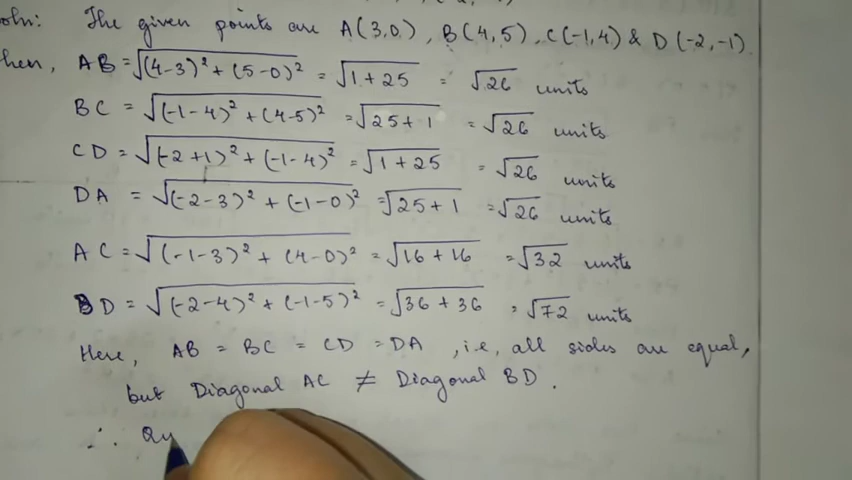 Soln: The given points are A(3,0), B(4,5), C(-1,4) & D(-2,-1).
Then, AB = √(4-3)² + (5-0)² = √1+25 = √26 units
BC = √(-1-4)² + (4-5)² = √25+1 = √26 units
CD = √(-2+1)² + (-1-4)² = √1+25 = √26 units
DA = √(-2-3)² + (-1-0)² = √25+1 = √26 units
AC = √(-1-3)² + (4-0)² = √16+16 = √32 units
BD = √(-2-4)² + (-1-5)² = √36+36 = √72 units
Here, AB = BC = CD = DA, i.e, all sides are equal,
but Diagonal AC ≠ Diagonal BD.
∴ Qu